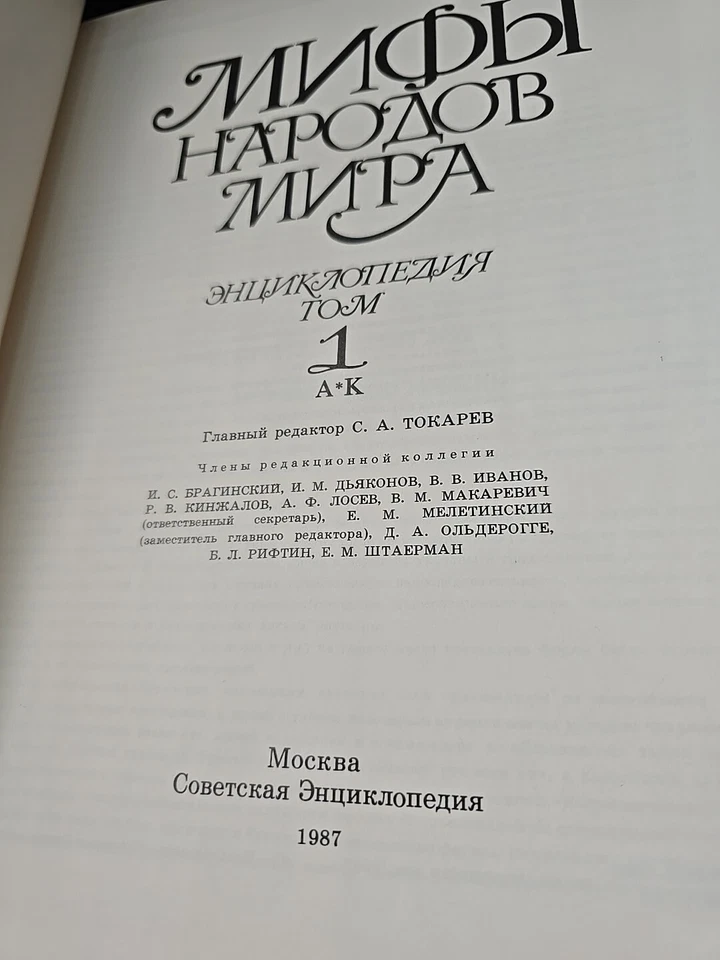 МИФЫ
НАРОДОВ
МИРА
ЭНЦИКЛОПЕДИЯ
ТОМ
1
А*К
Главный редактор С. А. ТОКАРЕВ
Члены редакционной коллегии
И. С. БРАГИНСКИЙ, И. М. ДЬЯКОНОВ, В. В. ИВАНОВ,
Р. В. КИНЖАЛОВ, А. Ф. ЛОСЕВ, В. М. МАКАРЕВИЧ
(ответственный секретарь), Е. М. МЕЛЕТИНСКИЙ
(заместитель главного редактора), Д. А. ОЛЬДЕРОГГЕ,
Б. Л. РИФТИН, Е. М. ШТАЕРМАН
Москва
Советская Энциклопедия
1987